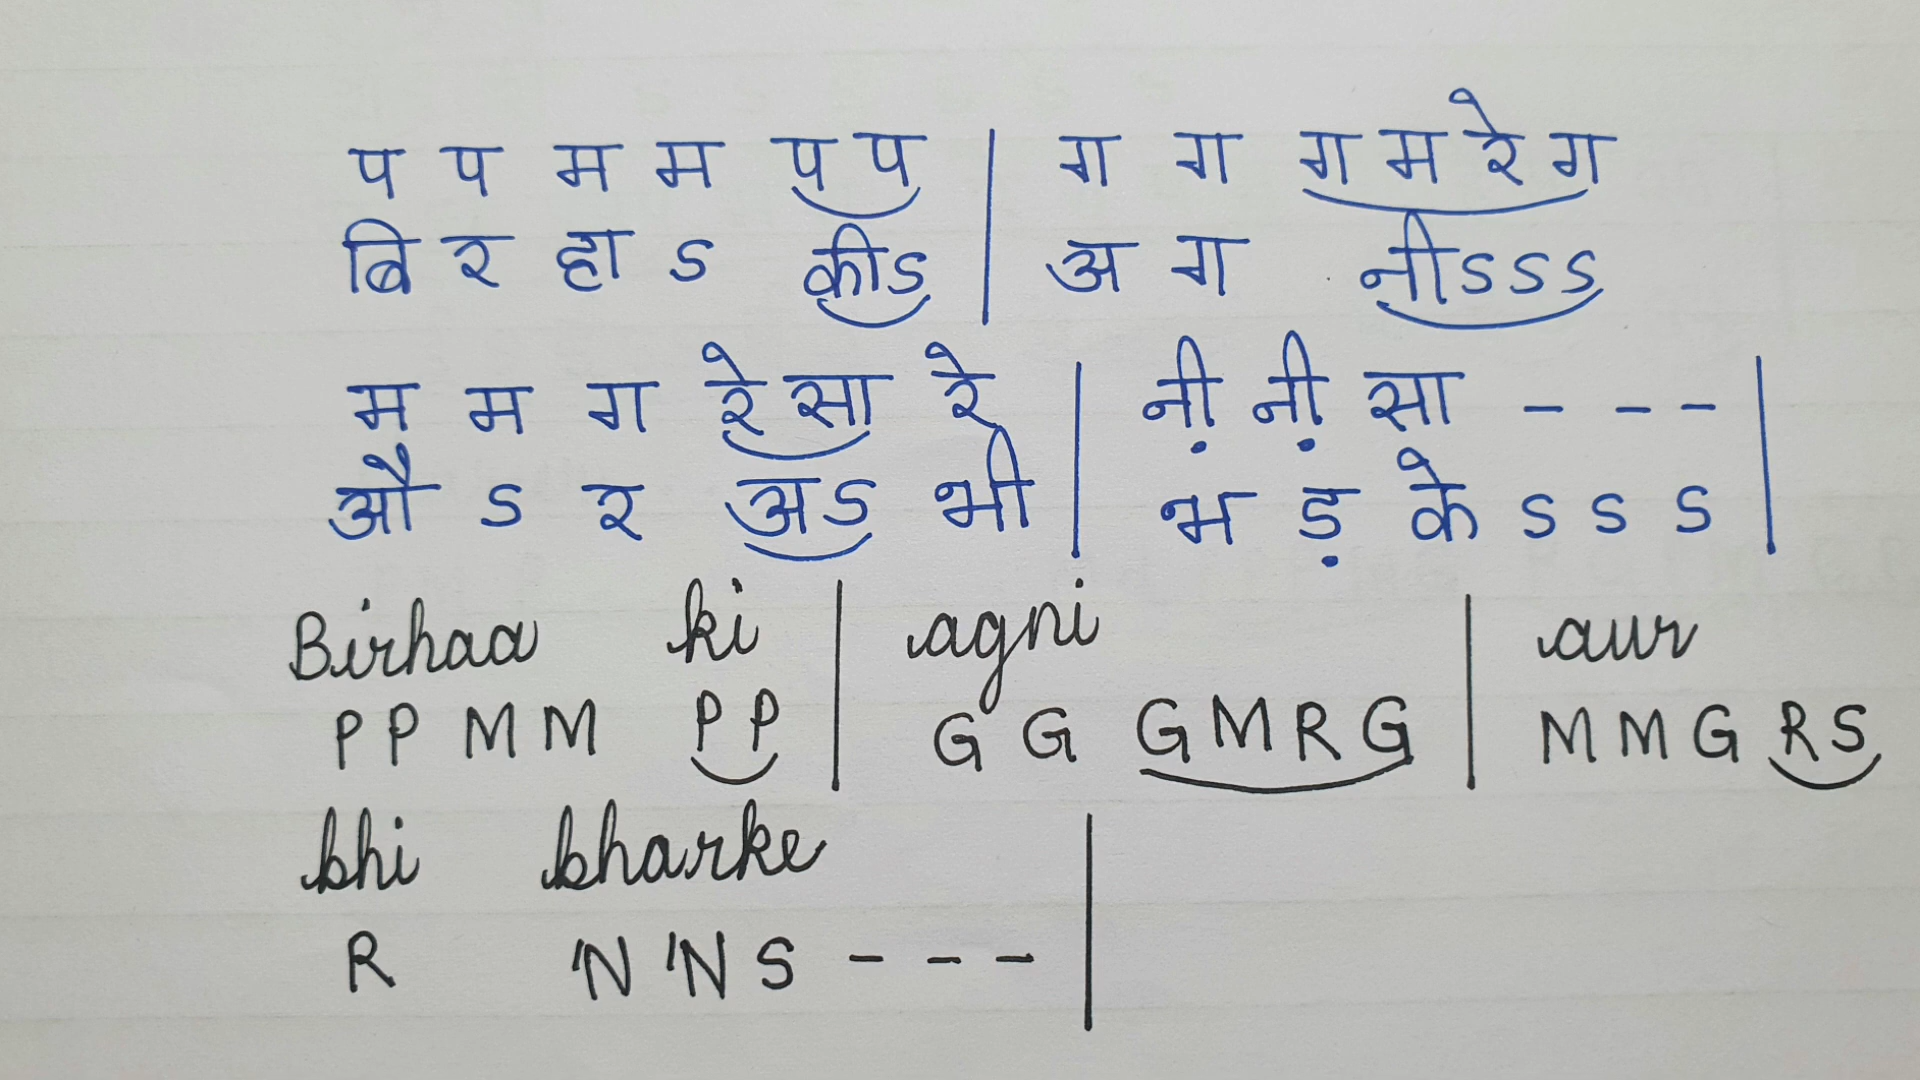 प प म म प प | ग ग ग म रे ग
बि र हा ऽ कीऽ | अ ग नीऽऽऽ
म म ग रे सा रे | नी़ नी़ सा - - - |
औ ऽ र अऽ भी | भ ड़ के ऽ ऽ ऽ |
Birhaa ki | agni | aur
P P M M P P | G G G M R G | M M G R S
bhi bharke |
R 'N 'N S - - - |